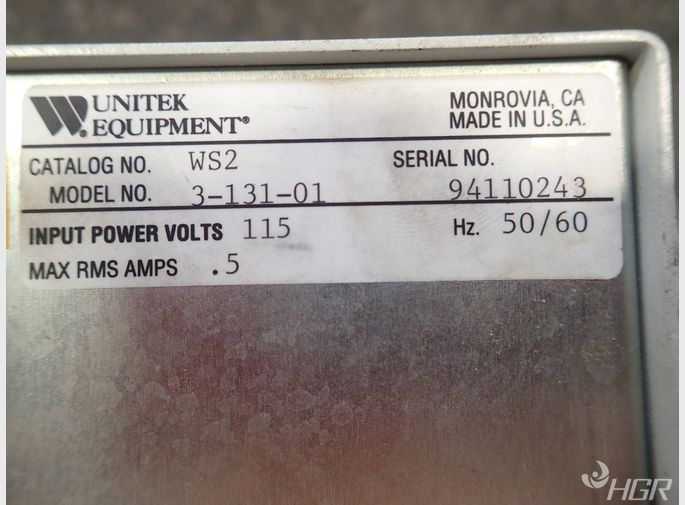 UNITEK
EQUIPMENT®
MONROVIA, CA
MADE IN U.S.A.
CATALOG NO. WS2
SERIAL NO.
MODEL NO. 3-131-01
94110243
INPUT POWER VOLTS 115
Hz. 50/60
MAX RMS AMPS .5
HGR